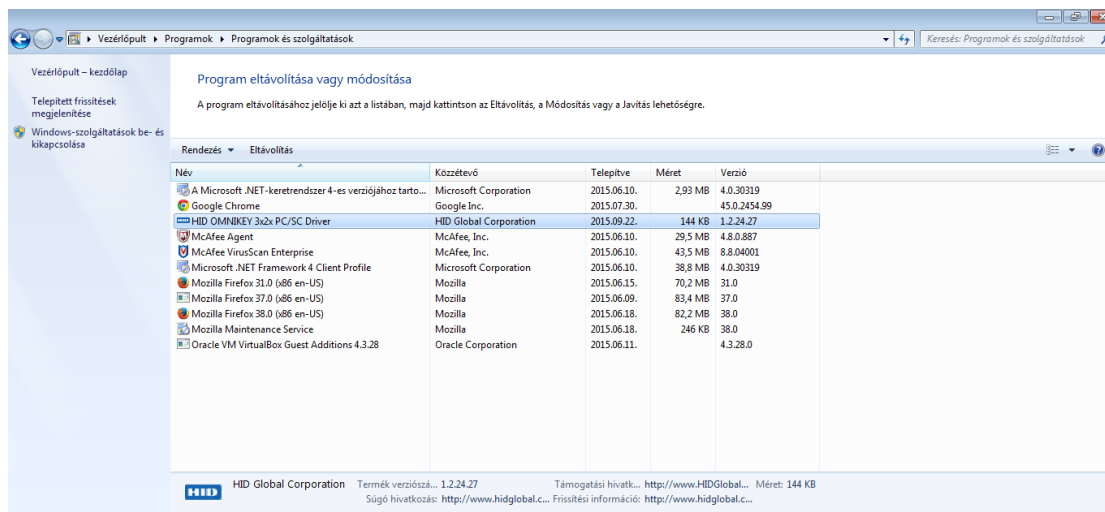 Vezérlőpult ▸ Programok ▸ Programok és szolgáltatások
Keresés: Programok és szolgáltatások
Vezérlőpult – kezdőlap
Telepített frissítések
megjelenítése
Windows-szolgáltatások be- és
kikapcsolása
Program eltávolítása vagy módosítása
A program eltávolításához jelölje ki azt a listában, majd kattintson az Eltávolítás, a Módosítás vagy a Javítás lehetőségre.
Rendezés Eltávolítás
Név Közzétevő Telepítve Méret Verzió
A Microsoft .NET-keretrendszer 4-es verziójához tarto... Microsoft Corporation 2015.06.10. 2,93 MB 4.0.30319
Google Chrome Google Inc. 2015.07.30. 45.0.2454.99
HID OMNIKEY 3x2x PC/SC Driver HID Global Corporation 2015.09.22. 144 KB 1.2.24.27
McAfee Agent McAfee, Inc. 2015.06.10. 29,5 MB 4.8.0.887
McAfee VirusScan Enterprise McAfee, Inc. 2015.06.10. 43,5 MB 8.8.04001
Microsoft .NET Framework 4 Client Profile Microsoft Corporation 2015.06.10. 38,8 MB 4.0.30319
Mozilla Firefox 31.0 (x86 en-US) Mozilla 2015.06.15. 70,2 MB 31.0
Mozilla Firefox 37.0 (x86 en-US) Mozilla 2015.06.09. 83,4 MB 37.0
Mozilla Firefox 38.0 (x86 en-US) Mozilla 2015.06.18. 82,2 MB 38.0
Mozilla Maintenance Service Mozilla 2015.06.18. 246 KB 38.0
Oracle VM VirtualBox Guest Additions 4.3.28 Oracle Corporation 2015.06.11. 4.3.28.0
HID
HID Global Corporation Termék verziószá... 1.2.24.27 Támogatási hivatk... http://www.HIDGlobal... Méret: 144 KB
Súgó hivatkozás: http://www.hidglobal.c... Frissítési információ: http://www.hidglobal.c...